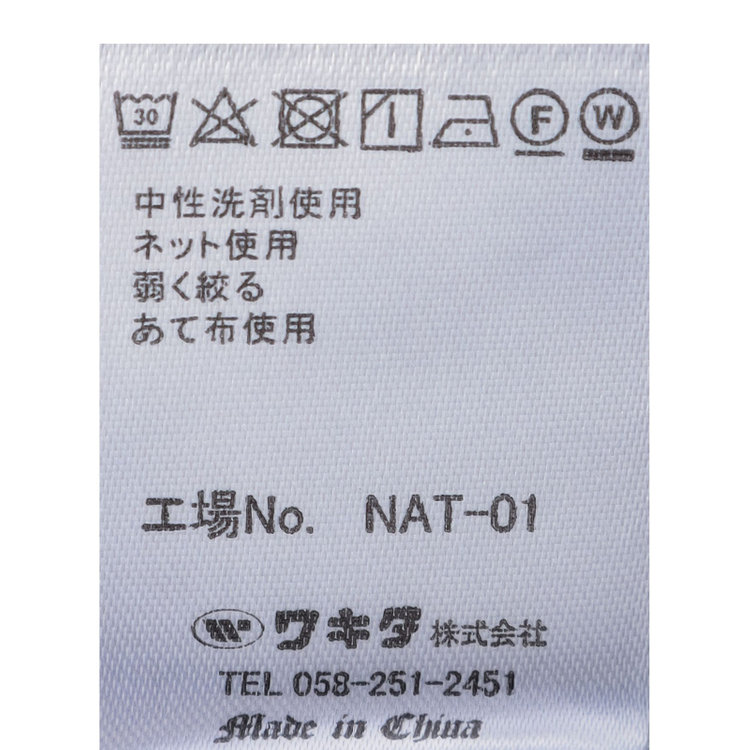 30 F W
中性洗剤使用
ネット使用
弱く絞る
あて布使用
工場No. NAT-01
W ワキタ株式会社
TEL 058-251-2451
Made in China